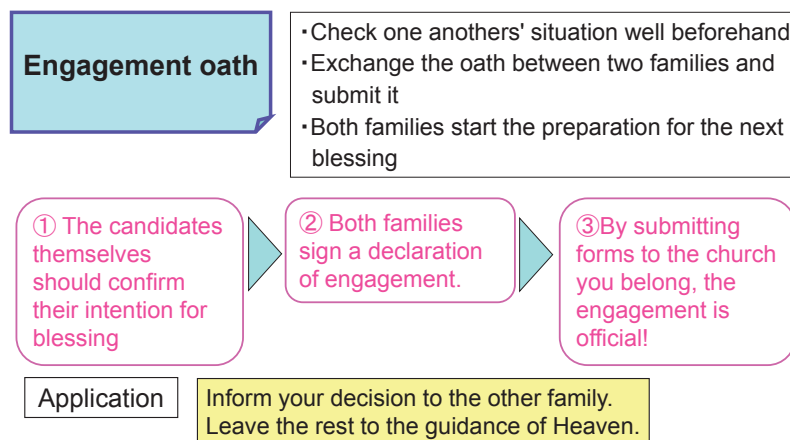 Engagement oath
・Check one anothers' situation well beforehand
・Exchange the oath between two families and
submit it
・Both families start the preparation for the next
blessing
① The candidates
themselves
should confirm
their intention for
blessing
② Both families
sign a declaration
of engagement.
③By submitting
forms to the church
you belong, the
engagement is
official!
Application
Inform your decision to the other family.
Leave the rest to the guidance of Heaven.